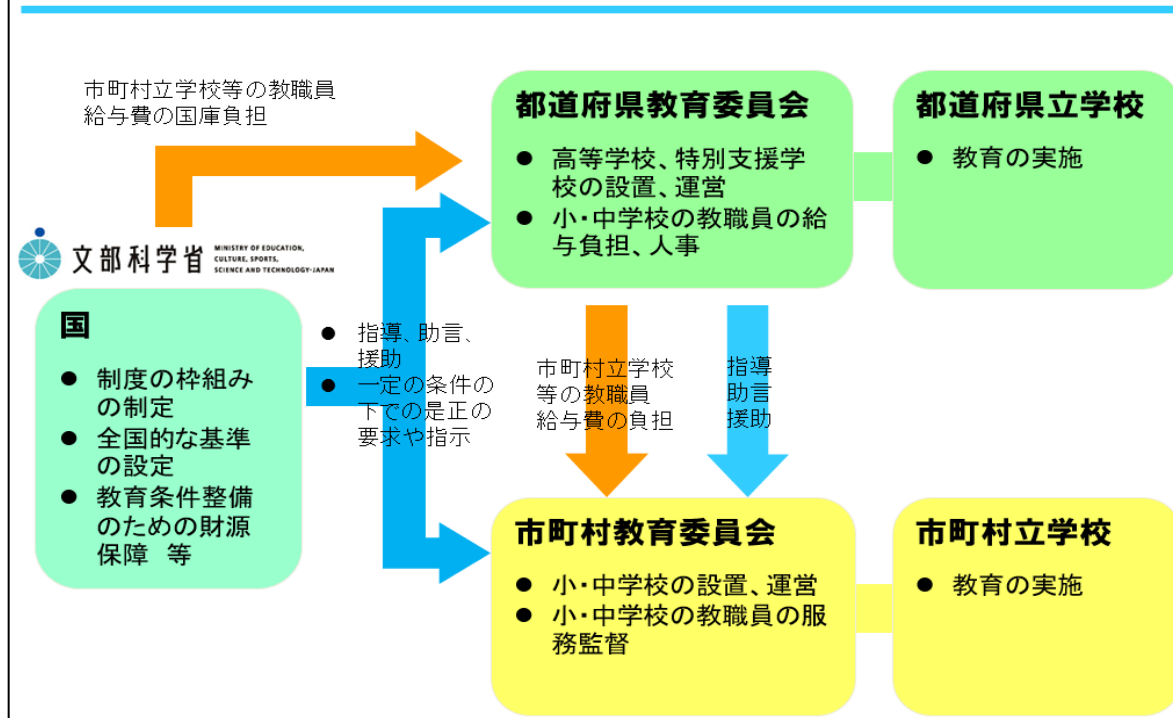 市町村立学校等の教職員
給与費の国庫負担
文部科学省
MINISTRY OF EDUCATION,
CULTURE, SPORTS,
SCIENCE AND TECHNOLOGY-JAPAN
国
● 制度の枠組み
の制定
● 全国的な基準
の設定
● 教育条件整備
のための財源
保障 等
● 指導、助言、
援助
● 一定の条件の
下での是正の
要求や指示
都道府県教育委員会
● 高等学校、特別支援学
校の設置、運営
● 小・中学校の教職員の給
与負担、人事
都道府県立学校
● 教育の実施
市町村立学校
等の教職員
給与費の負担
指導
助言
援助
市町村教育委員会
● 小・中学校の設置、運営
● 小・中学校の教職員の服
務監督
市町村立学校
● 教育の実施